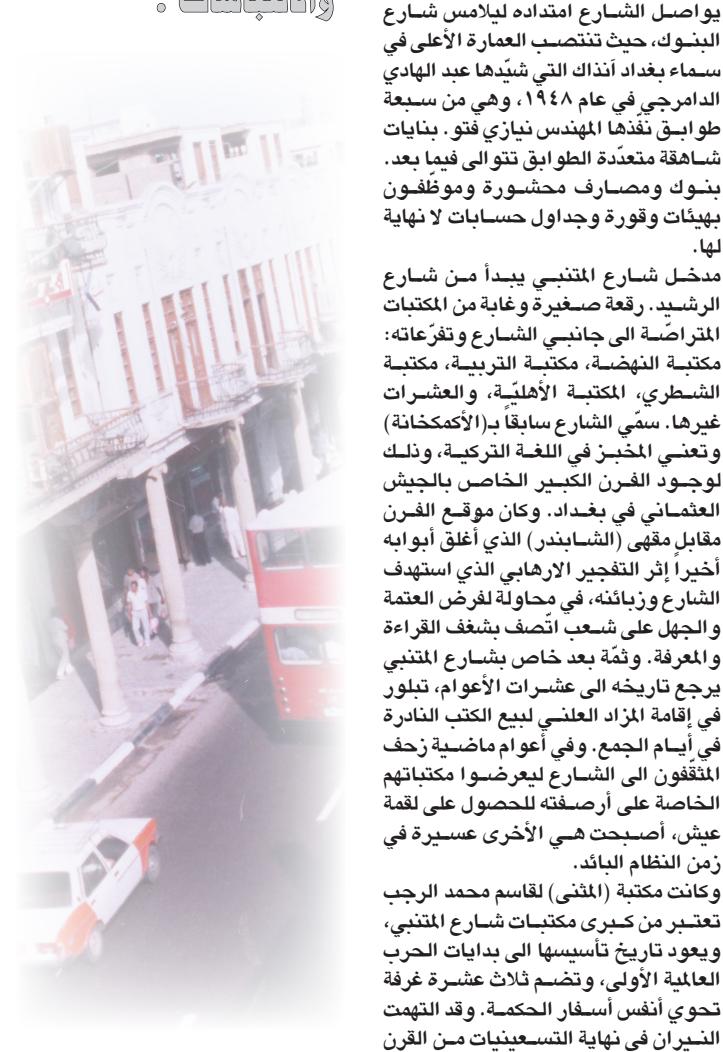 يواصل الشارع امتداده ليلامس شارع
البنوك، حيث تنتصب العمارة الأعلى في
سماء بغداد آنذاك التي شيّدها عبد الهادي
الدامرجي في عام ١٩٤٨، وهي من سبعة
طوابق نفّذها المهندس نيازي فتو. بنايات
شاهقة متعدّدة الطوابق تتوالى فيما بعد.
بنوك ومصارف محشورة وموظّفون
بهيئات وقورة وجداول حسابات لا نهاية
لها.
مدخل شارع المتنبي يبدأ من شارع
الرشيد. رقعة صغيرة وغابة من المكتبات
المتراصّة الى جانبي الشارع وتفرّعاته:
مكتبة النهضة، مكتبة التربية، مكتبة
الشطري، المكتبة الأهليّة، والعشرات
غيرها. سمّي الشارع سابقاً بـ(الأكمكخانة)
وتعني المخبز في اللغة التركية، وذلك
لوجود الفرن الكبير الخاص بالجيش
العثماني في بغداد. وكان موقع الفرن
مقابل مقهى (الشابندر) الذي أُغلق أبوابه
أخيراً إثر التفجير الارهابي الذي استهدف
الشارع وزبائنه، في محاولة لفرض العتمة
والجهل على شعب اتّصف بشغف القراءة
والمعرفة. وثمّة بعد خاص بشارع المتنبي
يرجع تاريخه الى عشرات الأعوام، تبلور
في إقامة المزاد العلني لبيع الكتب النادرة
في أيام الجمع. وفي أعوام ماضية زحف
المثقّفون الى الشارع ليعرضوا مكتباتهم
الخاصة على أرصفته للحصول على لقمة
عيش، أصبحت هي الأخرى عسيرة في
زمن النظام البائد.
وكانت مكتبة (المثنى) لقاسم محمد الرجب
تعتبر من كبرى مكتبات شارع المتنبي،
ويعود تاريخ تأسيسها الى بدايات الحرب
العالمية الأولى، وتضم ثلاث عشرة غرفة
تحوي أنفس أسفار الحكمة. وقد التهمت
النيران في نهاية التسعينيات من القرن